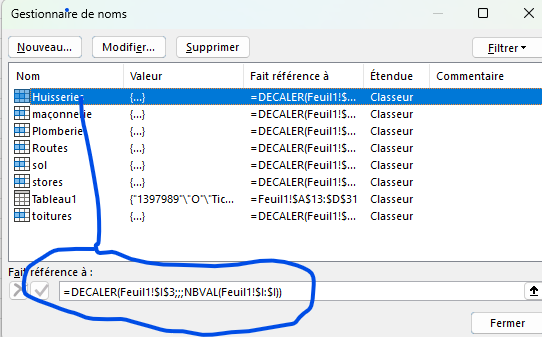 Gestionnaire de noms
Nouveau... Modifier... Supprimer Filtrer
Nom Valeur Fait référence à Étendue Commentaire
Huisseries {...} =DECALER(Feuil1!$... Classeur
maçonnerie {...} =DECALER(Feuil1!$... Classeur
Plomberie {...} =DECALER(Feuil1!$... Classeur
Routes {...} =DECALER(Feuil1!$... Classeur
sol {...} =DECALER(Feuil1!$... Classeur
stores {...} =DECALER(Feuil1!$... Classeur
Tableau1 {"1397989"\"O"\"Tic... =Feuil1!$A$13:$D$31 Classeur
toitures {...} =DECALER(Feuil1!$... Classeur
Fait référence à :
=DECALER(Feuil1!$I$3;;;NBVAL(Feuil1!$I:$I))
Fermer